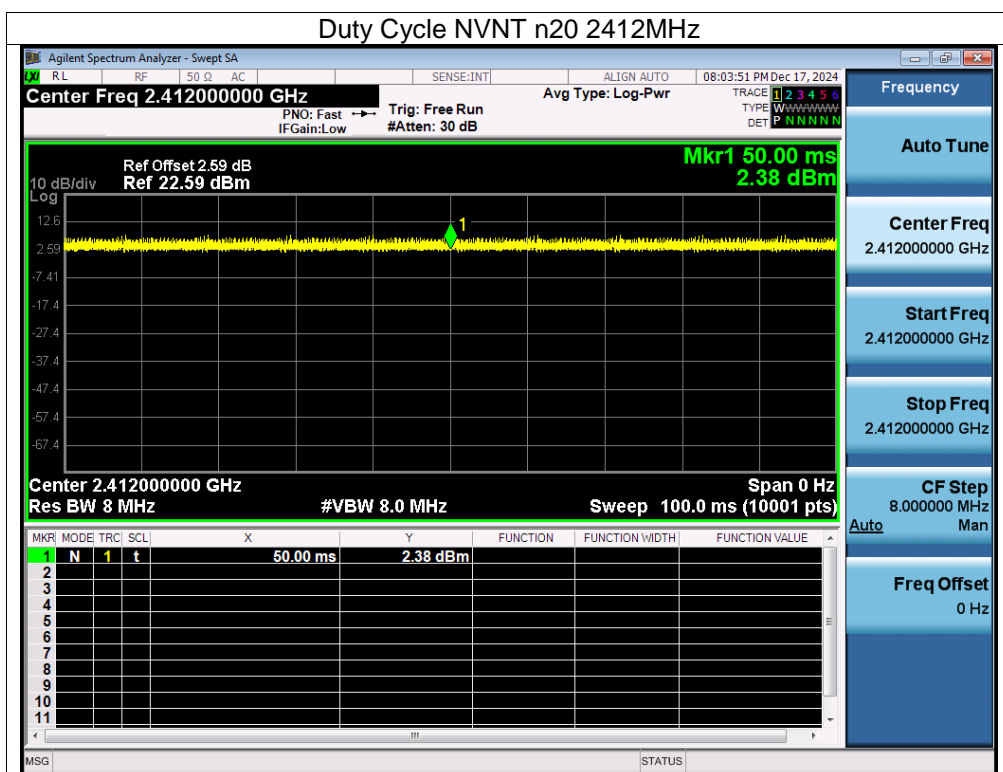 Duty Cycle NVNT n20 2412MHz
Agilent Spectrum Analyzer - Swept SA
LXI RL RF 50 Ω AC SENSE:INT ALIGN AUTO 08:03:51 PM Dec 17, 2024
Center Freq 2.412000000 GHz
PNO: Fast
IFGain:Low
Trig: Free Run
#Atten: 30 dB
Avg Type: Log-Pwr
TRACE 1 2 3 4 5 6
TYPE WWWWWWW
DET P N N N N N
Mkr1 50.00 ms
2.38 dBm
Ref Offset 2.59 dB
10 dB/div Ref 22.59 dBm
Log
1
12.6
2.59
-7.41
-17.4
-27.4
-37.4
-47.4
-57.4
-67.4
Center 2.412000000 GHz Span 0 Hz
Res BW 8 MHz #VBW 8.0 MHz Sweep 100.0 ms (10001 pts)
MKR MODE TRC SCL X Y FUNCTION FUNCTION WIDTH FUNCTION VALUE
1 N 1 t 50.00 ms 2.38 dBm
2
3
4
5
6
7
8
9
10
11
MSG STATUS
Frequency
Auto Tune
Center Freq
2.412000000 GHz
Start Freq
2.412000000 GHz
Stop Freq
2.412000000 GHz
CF Step
8.000000 MHz
Auto Man
Freq Offset
0 Hz